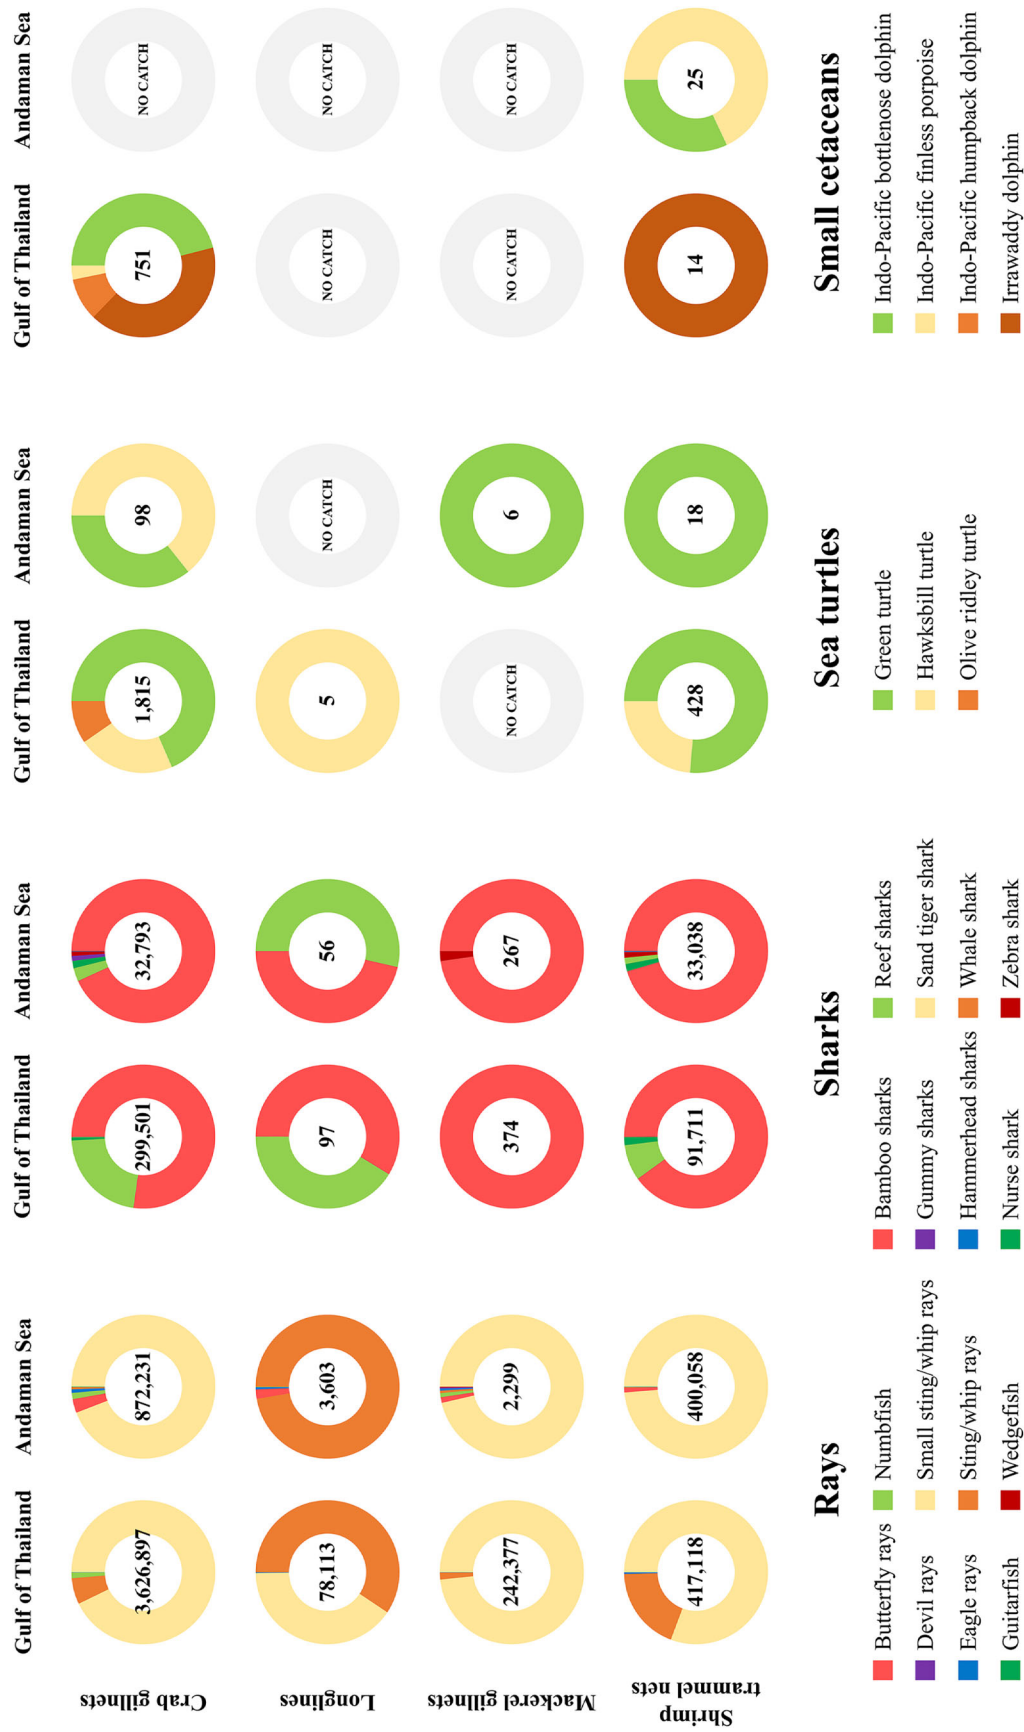 Gulf of Thailand Andaman Sea Gulf of Thailand Andaman Sea Gulf of Thailand Andaman Sea Gulf of Thailand Andaman Sea
Crab gillnets
3,626,897 872,231 299,501 32,793 1,815 98 751 NO CATCH
Longlines
78,113 3,603 97 56 5 NO CATCH NO CATCH NO CATCH
Mackerel gillnets
242,377 2,299 374 267 NO CATCH 6 NO CATCH NO CATCH
Shrimp
trammel nets
417,118 400,058 91,711 33,038 428 18 14 25
Rays
Butterfly rays Numbfish
Devil rays Small sting/whip rays
Eagle rays Sting/whip rays
Guitarfish Wedgefish
Sharks
Bamboo sharks Reef sharks
Gummy sharks Sand tiger shark
Hammerhead sharks Whale shark
Nurse shark Zebra shark
Sea turtles
Green turtle
Hawksbill turtle
Olive ridley turtle
Small cetaceans
Indo-Pacific bottlenose dolphin
Indo-Pacific finless porpoise
Indo-Pacific humpback dolphin
Irrawaddy dolphin